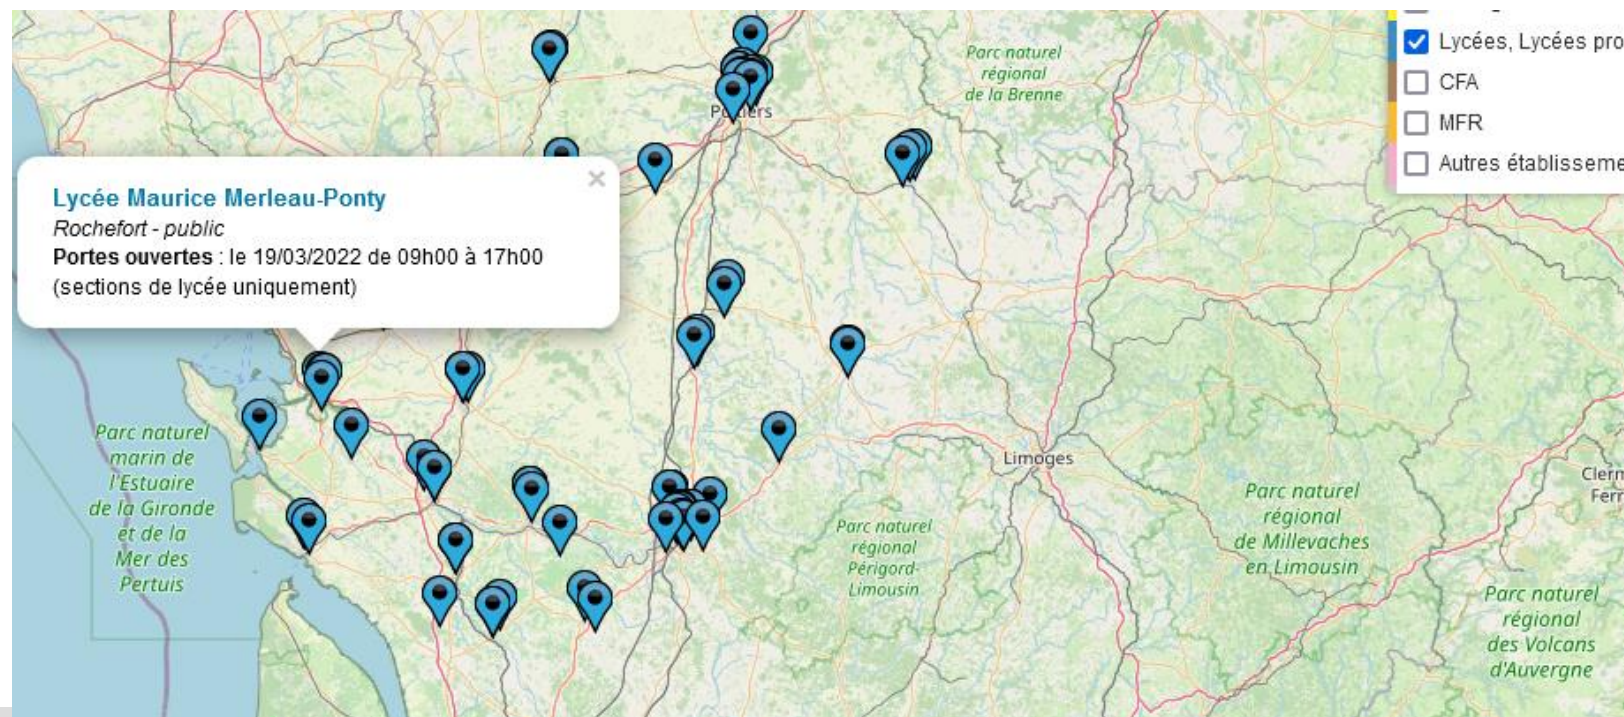 Lycée Maurice Merleau-Ponty
Rochefort - public
Portes ouvertes : le 19/03/2022 de 09h00 à 17h00
(sections de lycée uniquement)
Lycées, Lycées pro
CFA
MFR
Autres établisseme
Parc naturel
régional
de la Brenne
Parc naturel
marin de
l'Estuaire
de la Gironde
et de la
Mer des
Pertuis
Limoges
Parc naturel
régional
Périgord-
Limousin
Parc naturel
régional
de Millevaches
en Limousin
Clerm
Ferr
Parc naturel
régional
des Volcans
d'Auvergne